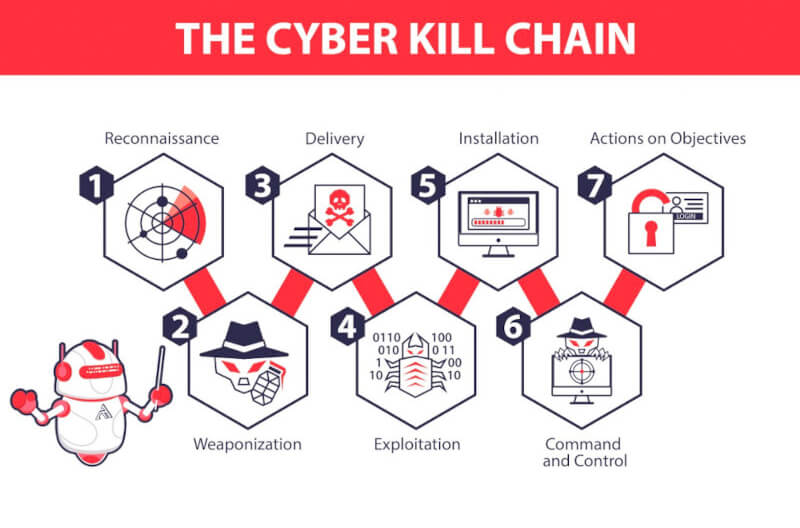 THE CYBER KILL CHAIN
Reconnaissance
1
Weaponization
2
Delivery
3
Exploitation
4
0110 100
010 0 11
1 00
10 10
Installation
5
Command
and Control
6
Actions on Objectives
7
LOGIN